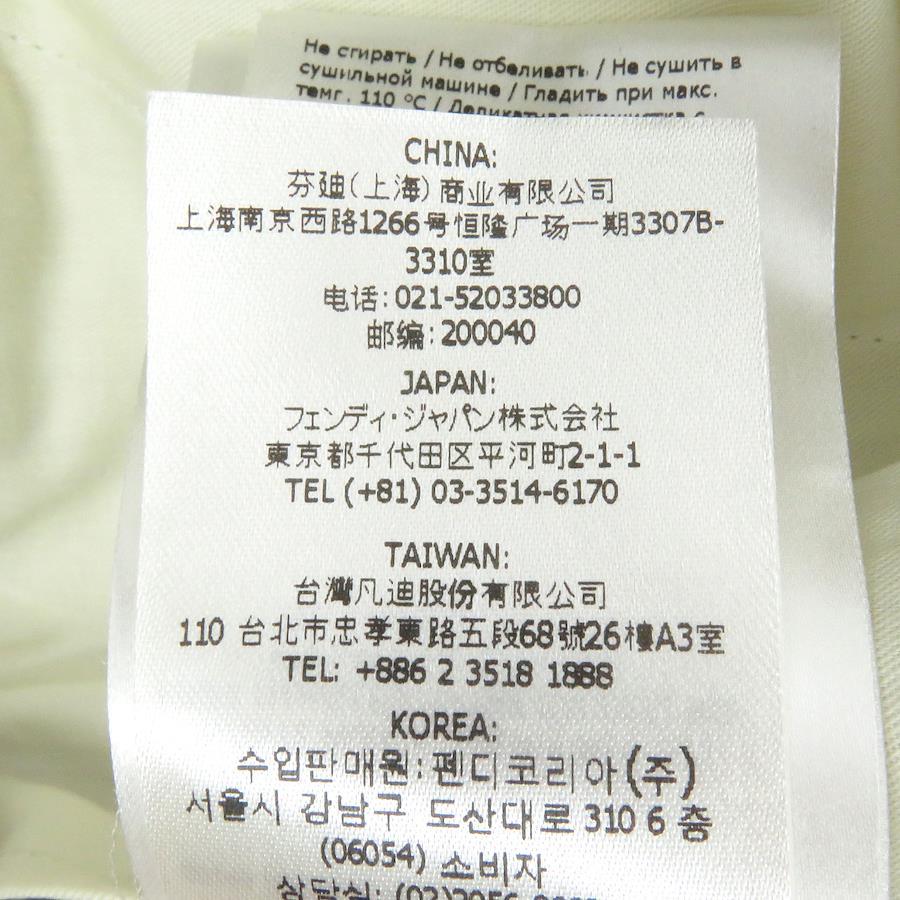 Не стирать / Не отбеливать / Не сушить в
сушильной машине / Гладить при макс.
темг. 110 °C / Деликатная
CHINA:
芬廸(上海)商业有限公司
上海南京西路1266号恒隆广场一期3307B-
3310室
电话:021-52033800
邮编:200040
JAPAN:
フェンディ・ジャパン株式会社
東京都千代田区平河町2-1-1
TEL (+81) 03-3514-6170
TAIWAN:
台灣凡迪股份有限公司
110 台北市忠孝東路五段68號26樓A3室
TEL: +886 2 3518 1888
KOREA:
수입판매원:펜디코리아(주)
서울시 강남구 도산대로 310 6 층
(06054) 소비자
상담실: